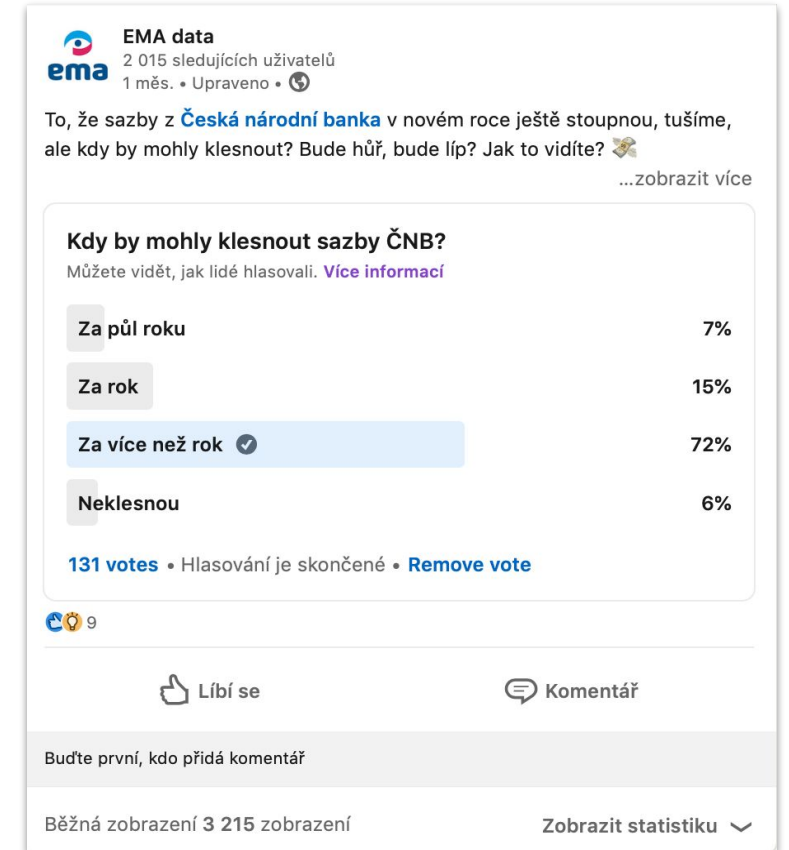 ema
EMA data
2 015 sledujících uživatelů
1 měs. • Upraveno •
To, že sazby z Česká národní banka v novém roce ještě stoupnou, tušíme,
ale kdy by mohly klesnout? Bude hůř, bude líp? Jak to vidíte? 💸
...zobrazit více
Kdy by mohly klesnout sazby ČNB?
Můžete vidět, jak lidé hlasovali. Více informací
Za půl roku 7%
Za rok 15%
Za více než rok 72%
Neklesnou 6%
131 votes • Hlasování je skončené • Remove vote
9
Líbí se Komentář
Buďte první, kdo přidá komentář
Běžná zobrazení 3 215 zobrazení Zobrazit statistiku